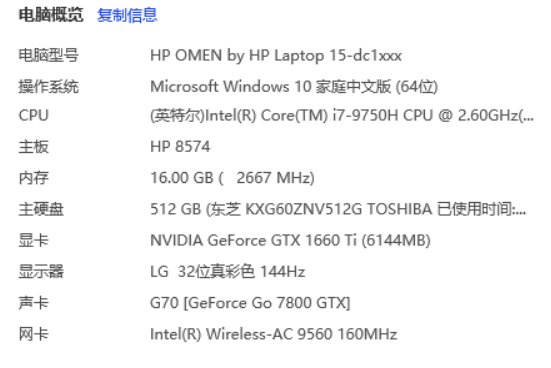 电脑概览 复制信息
电脑型号 HP OMEN by HP Laptop 15-dc1xxx
操作系统 Microsoft Windows 10 家庭中文版 (64位)
CPU (英特尔)Intel(R) Core(TM) i7-9750H CPU @ 2.60GHz(...
主板 HP 8574
内存 16.00 GB ( 2667 MHz)
主硬盘 512 GB (东芝 KXG60ZNV512G TOSHIBA 已使用时间:...
显卡 NVIDIA GeForce GTX 1660 Ti (6144MB)
显示器 LG 32位真彩色 144Hz
声卡 G70 [GeForce Go 7800 GTX]
网卡 Intel(R) Wireless-AC 9560 160MHz